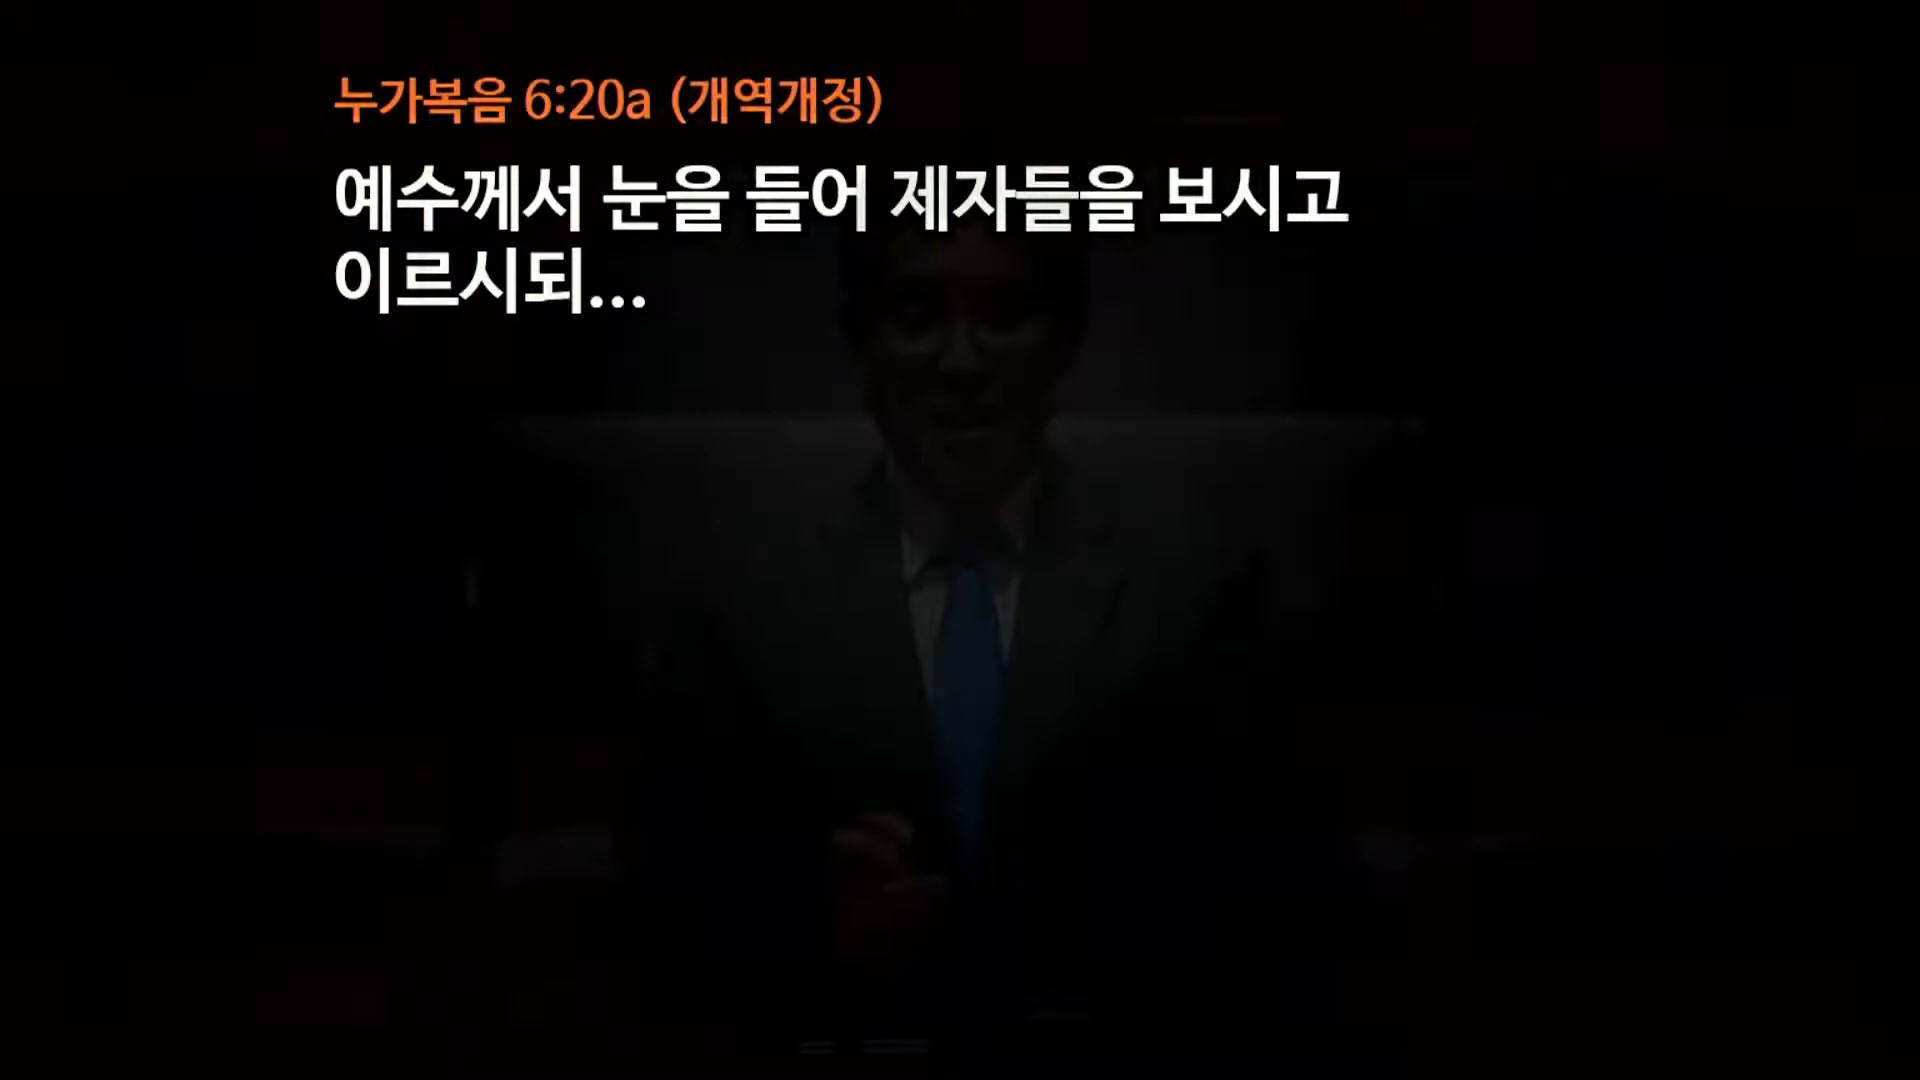 누가복음 6:20a (개역개정)
예수께서 눈을 들어 제자들을 보시고
이르시되...